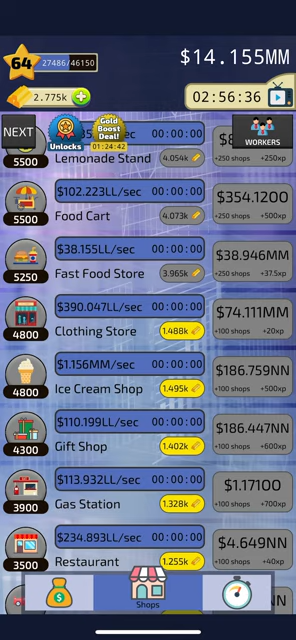 64 27486/46150
$14.155MM
2.775k
02:56:36
NEXT
Unlocks
Gold
Boost
Deal!
01:24:42
WORKERS
00:00:00
5500
Lemonade Stand
4.054k
+250 shops +250xp
$102.223LL/sec 00:00:00
$354.12OO
5500
Food Cart
4.073k
+250 shops +500xp
$38.155LL/sec 00:00:00
$38.946MM
5250
Fast Food Store
3.965k
+250 shops +37.5xp
$390.047LL/sec 00:00:00
$74.111MM
4800
Clothing Store
1.488k
+100 shops +20xp
$1.156MM/sec 00:00:00
$186.759NN
4800
Ice Cream Shop
1.495k
+100 shops +500xp
$110.199LL/sec 00:00:00
$186.447NN
4300
Gift Shop
1.402k
+100 shops +600xp
$113.932LL/sec 00:00:00
$1.171OO
3900
Gas Station
1.328k
+100 shops +700xp
$234.893LL/sec 00:00:00
$4.649NN
3500
Restaurant
1.255k
+100 shops +40xp
Shops